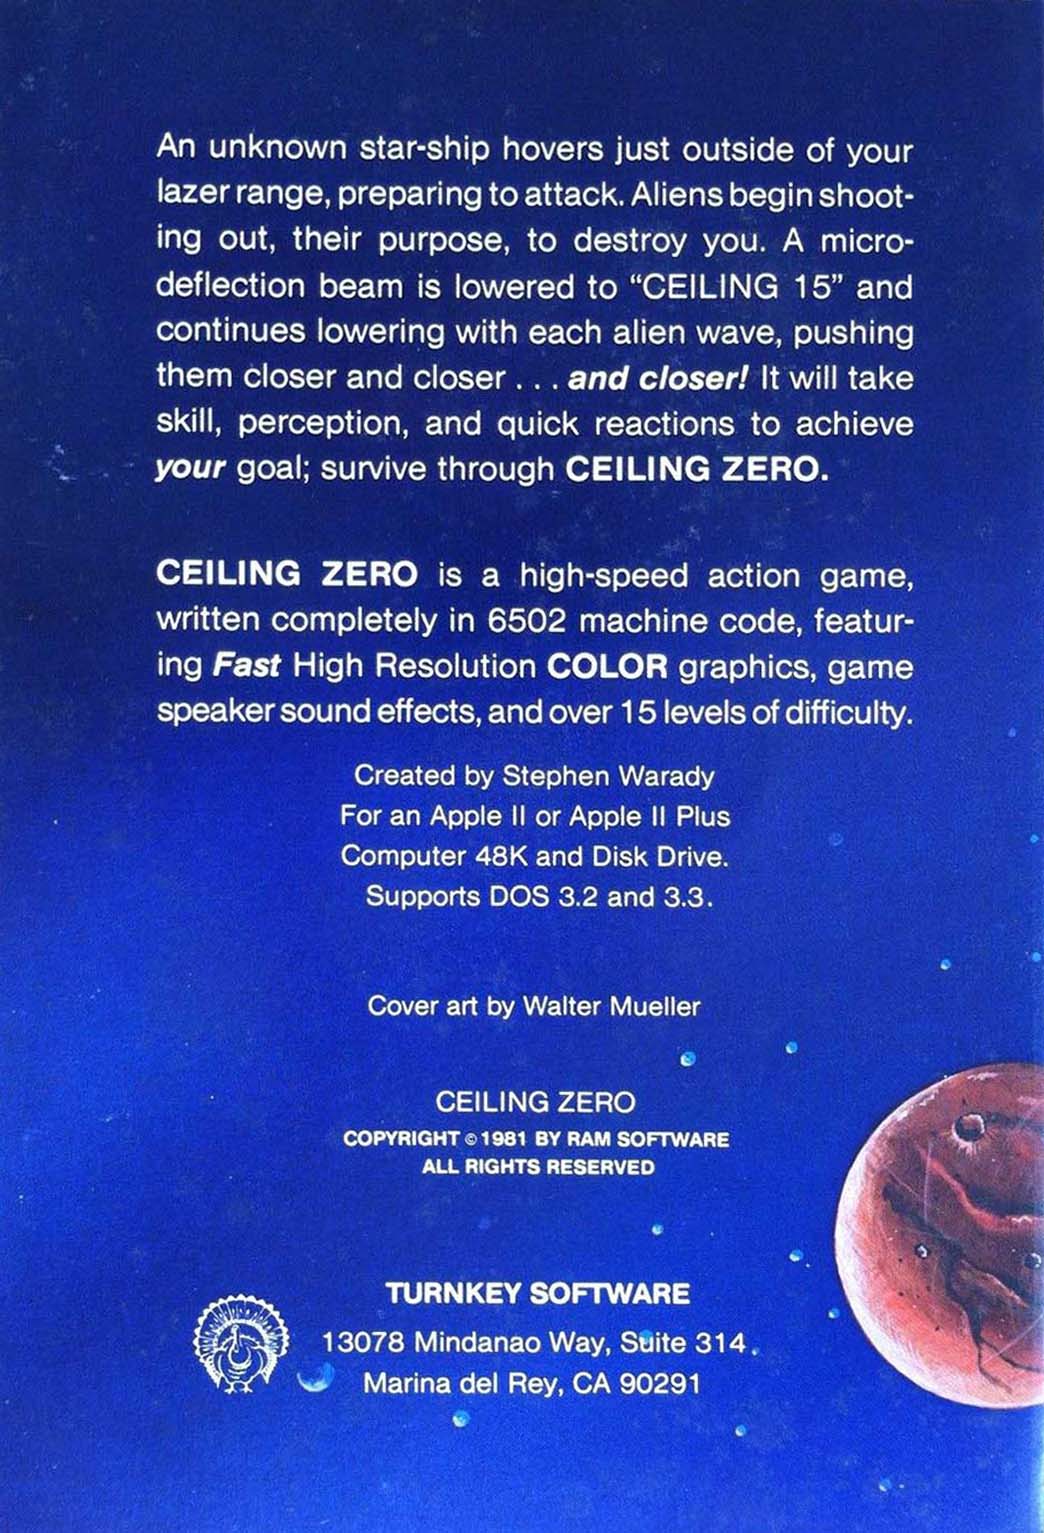 An unknown star-ship hovers just outside of your
lazer range, preparing to attack. Aliens begin shoot-
ing out, their purpose, to destroy you. A micro-
deflection beam is lowered to “CEILING 15” and
continues lowering with each alien wave, pushing
them closer and closer . . . and closer! It will take
skill, perception, and quick reactions to achieve
your goal; survive through CEILING ZERO.
CEILING ZERO is a high-speed action game,
written completely in 6502 machine code, featur-
ing Fast High Resolution COLOR graphics, game
speaker sound effects, and over 15 levels of difficulty.
Created by Stephen Warady
For an Apple II or Apple II Plus
Computer 48K and Disk Drive.
Supports DOS 3.2 and 3.3.
Cover art by Walter Mueller
CEILING ZERO
COPYRIGHT © 1981 BY RAM SOFTWARE
ALL RIGHTS RESERVED
TURNKEY SOFTWARE
13078 Mindanao Way, Suite 314
Marina del Rey, CA 90291